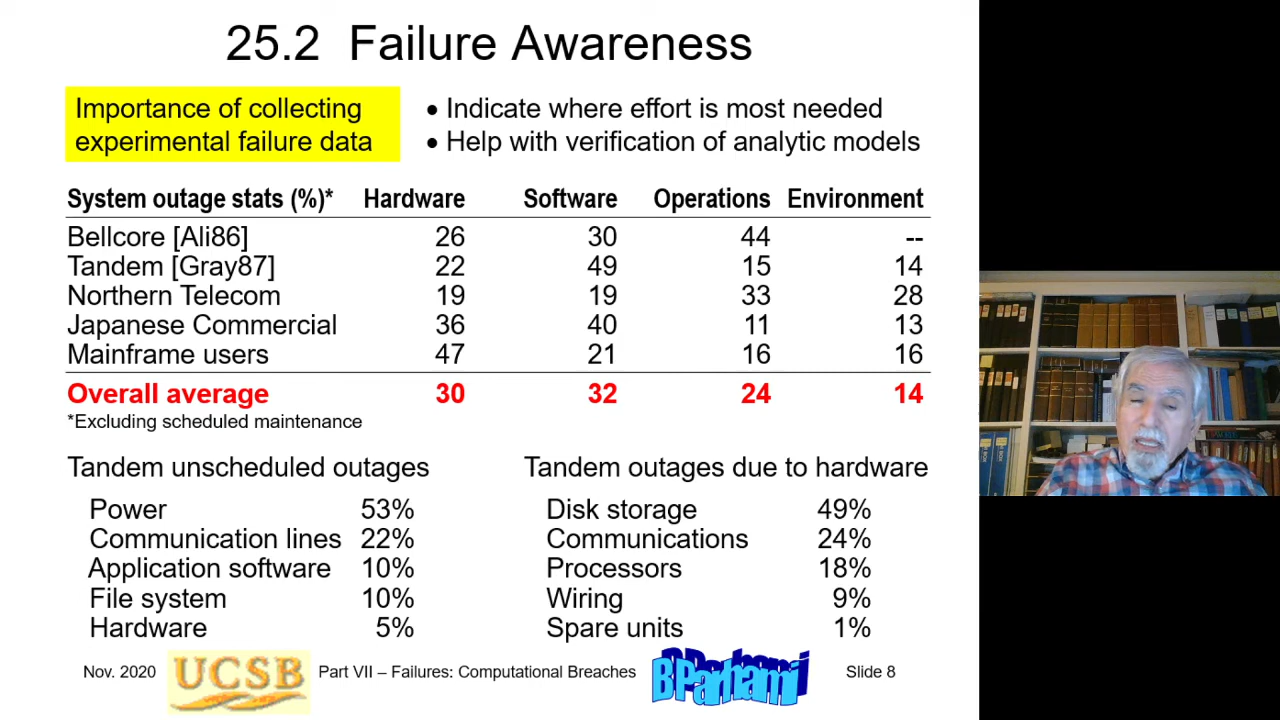 25.2 Failure Awareness
Importance of collecting
experimental failure data
• Indicate where effort is most needed
• Help with verification of analytic models
System outage stats (%)* Hardware Software Operations Environment
Bellcore [Ali86] 26 30 44 --
Tandem [Gray87] 22 49 15 14
Northern Telecom 19 19 33 28
Japanese Commercial 36 40 11 13
Mainframe users 47 21 16 16
Overall average 30 32 24 14
*Excluding scheduled maintenance
Tandem unscheduled outages
Power 53%
Communication lines 22%
Application software 10%
File system 10%
Hardware 5%
Tandem outages due to hardware
Disk storage 49%
Communications 24%
Processors 18%
Wiring 9%
Spare units 1%
Nov. 2020 UCSB Part VII – Failures: Computational Breaches B Parhami Slide 8